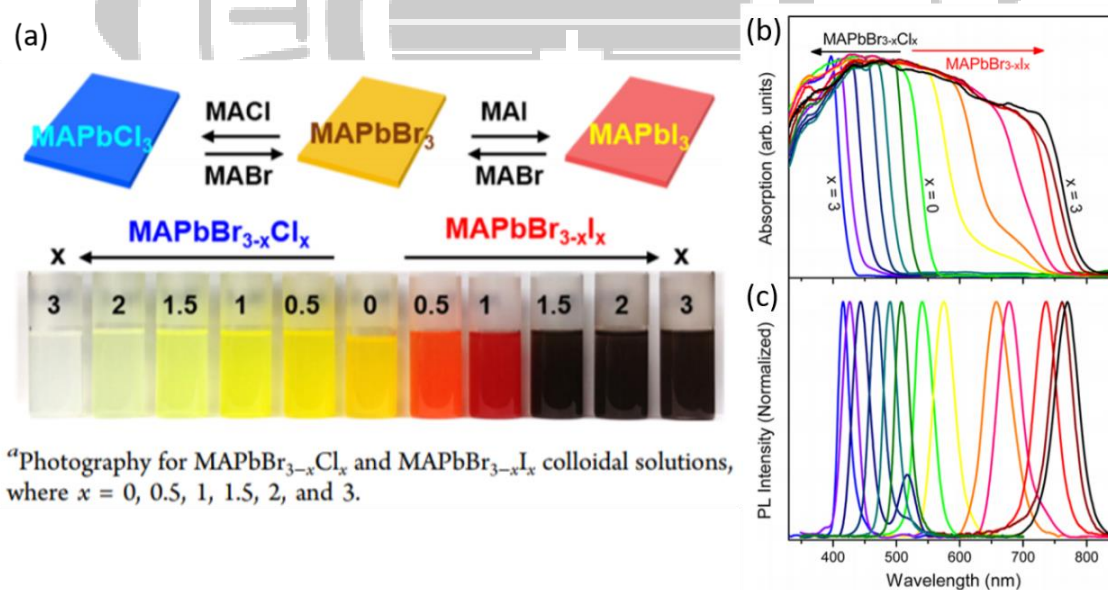 (a)
MAPbCl₃
MACl
MABr
MAPbBr₃
MAI
MABr
MAPbI₃
MAPbBr₃₋ₓClₓ
MAPbBr₃₋ₓIₓ
x
x
3 2 1.5 1 0.5 0 0.5 1 1.5 2 3
ᵃPhotography for MAPbBr₃₋ₓClₓ and MAPbBr₃₋ₓIₓ colloidal solutions,
where x = 0, 0.5, 1, 1.5, 2, and 3.
(b)
MAPbBr₃₋ₓClₓ
MAPbBr₃₋ₓIₓ
x = 3
x = 0
x = 3
Absorption (arb. units)
(c)
PL Intensity (Normalized)
400 500 600 700 800
Wavelength (nm)